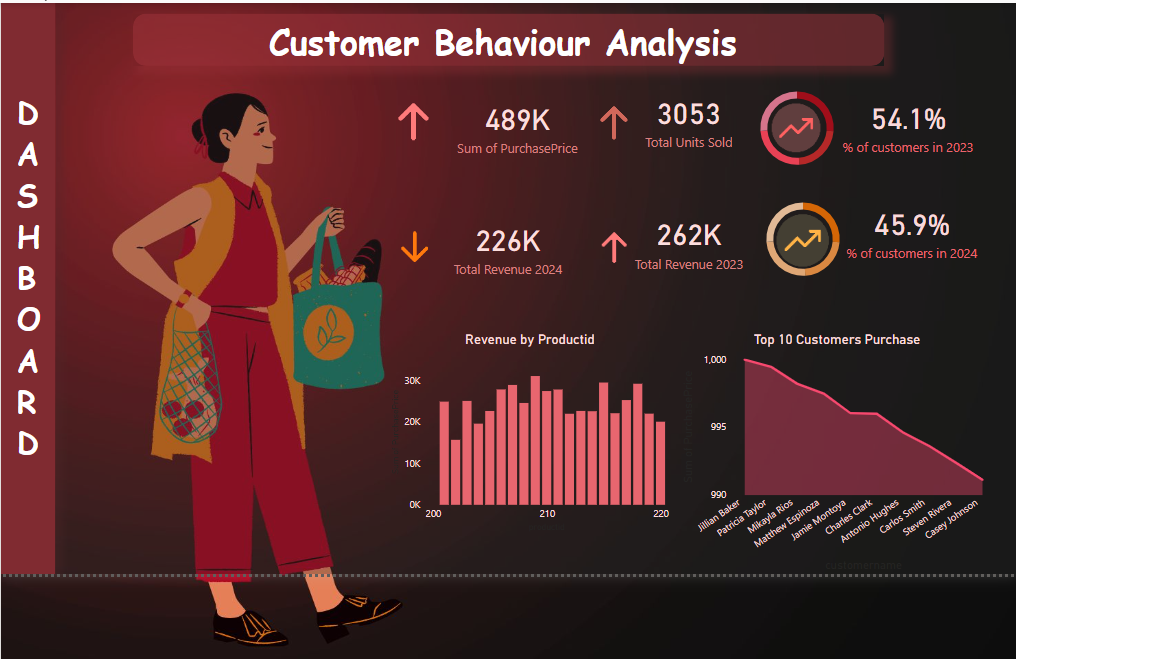 Customer Behaviour Analysis
DASHBOARD
489K
Sum of PurchasePrice
3053
Total Units Sold
54.1%
% of customers in 2023
226K
Total Revenue 2024
262K
Total Revenue 2023
45.9%
% of customers in 2024
Revenue by Productid
30K
20K
10K
0K
200
210
220
Top 10 Customers Purchase
1,000
995
990
Jillian Baker
Patricia Taylor
Mikayla Rios
Matthew Espinoza
Jamie Montoya
Charles Clark
Antonio Hughes
Carlos Smith
Steven Rivera
Casey Johnson
customername